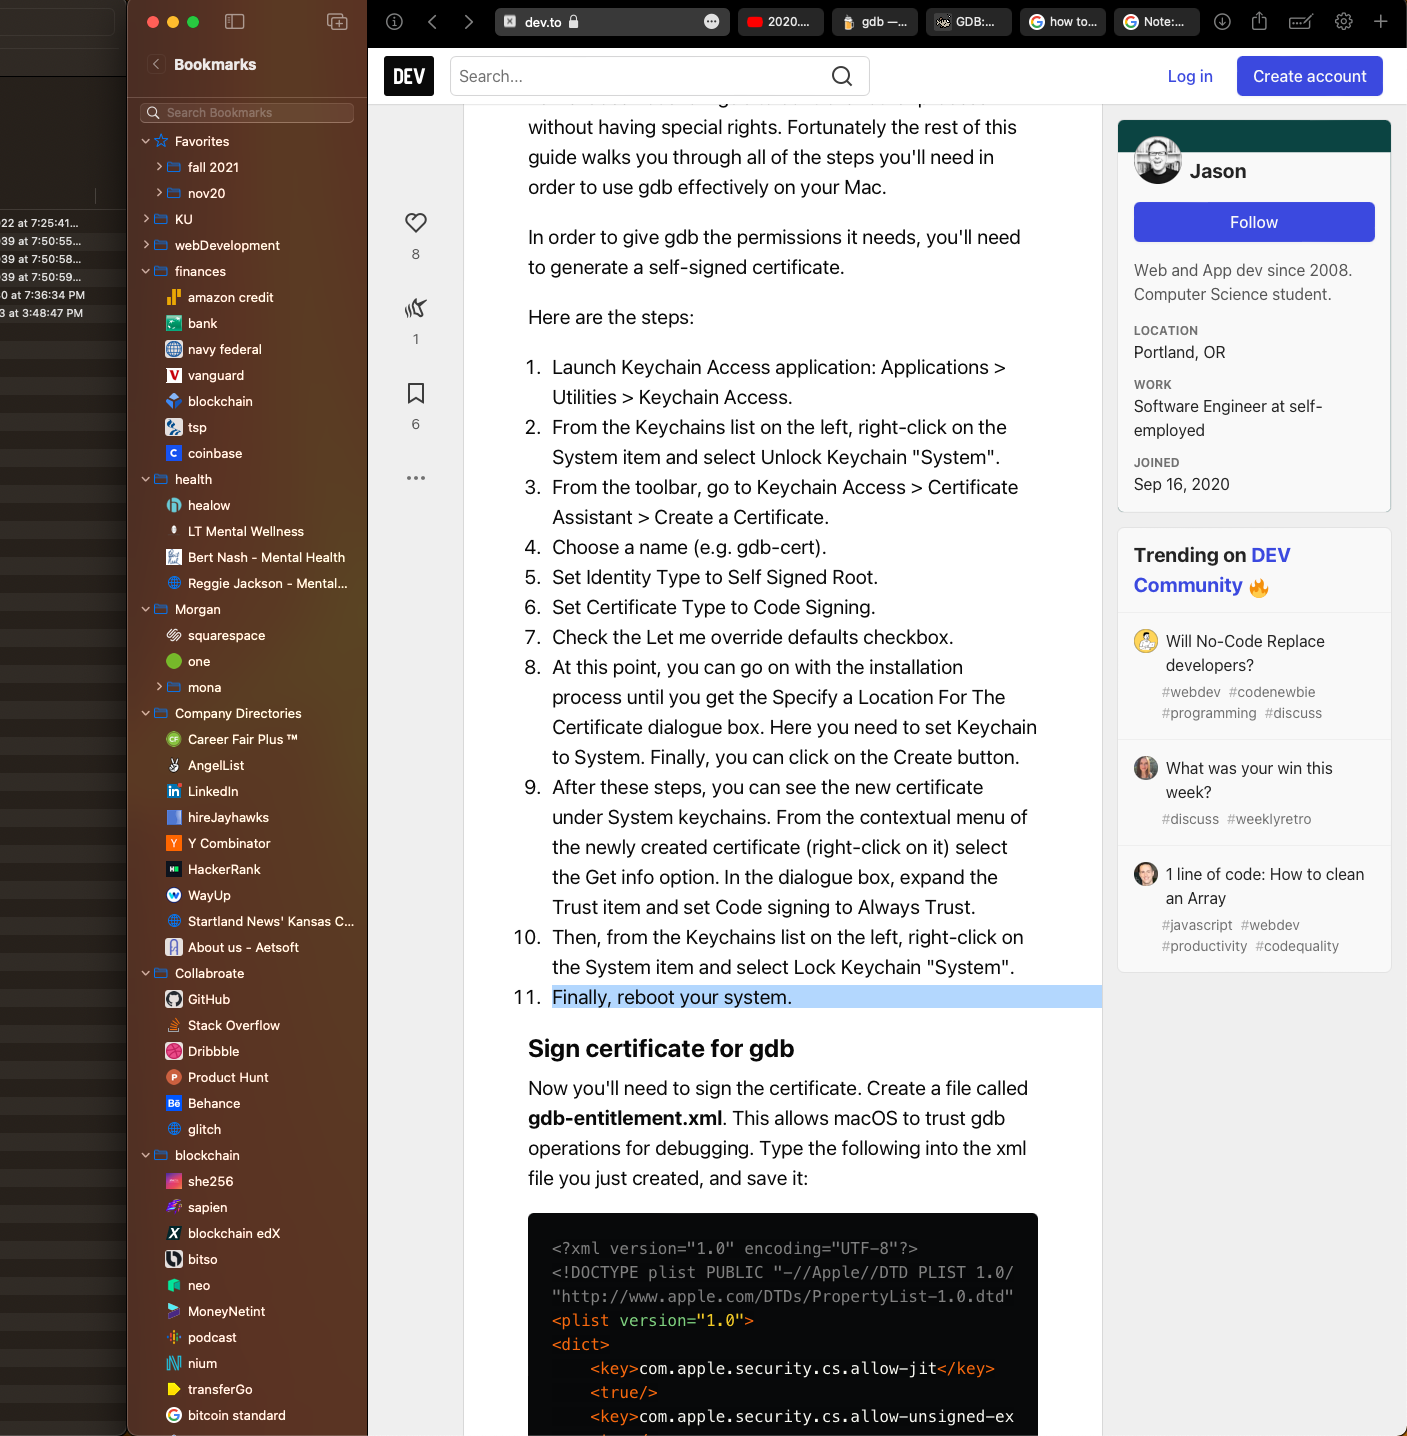 22 at 7:25:41...
39 at 7:50:55...
39 at 7:50:58...
39 at 7:50:59...
0 at 7:36:34 PM
3 at 3:48:47 PM
Bookmarks
Search Bookmarks
Favorites
fall 2021
nov20
KU
webDevelopment
finances
amazon credit
bank
navy federal
vanguard
blockchain
tsp
coinbase
health
healow
LT Mental Wellness
Bert Nash - Mental Health
Reggie Jackson - Mental...
Morgan
squarespace
one
mona
Company Directories
Career Fair Plus ™
AngelList
LinkedIn
hireJayhawks
Y Combinator
HackerRank
WayUp
Startland News' Kansas C...
About us - Aetsoft
Collabroate
GitHub
Stack Overflow
Dribbble
Product Hunt
Behance
glitch
blockchain
she256
sapien
blockchain edX
bitso
neo
MoneyNetint
podcast
nium
transferGo
bitcoin standard
dev.to
2020....
gdb —...
GDB:...
how to...
Note:...
DEV
Search...
Log in
Create account
8
1
6
without having special rights. Fortunately the rest of this
guide walks you through all of the steps you'll need in
order to use gdb effectively on your Mac.
In order to give gdb the permissions it needs, you'll need
to generate a self-signed certificate.
Here are the steps:
1. Launch Keychain Access application: Applications >
Utilities > Keychain Access.
2. From the Keychains list on the left, right-click on the
System item and select Unlock Keychain "System".
3. From the toolbar, go to Keychain Access > Certificate
Assistant > Create a Certificate.
4. Choose a name (e.g. gdb-cert).
5. Set Identity Type to Self Signed Root.
6. Set Certificate Type to Code Signing.
7. Check the Let me override defaults checkbox.
8. At this point, you can go on with the installation
process until you get the Specify a Location For The
Certificate dialogue box. Here you need to set Keychain
to System. Finally, you can click on the Create button.
9. After these steps, you can see the new certificate
under System keychains. From the contextual menu of
the newly created certificate (right-click on it) select
the Get info option. In the dialogue box, expand the
Trust item and set Code signing to Always Trust.
10. Then, from the Keychains list on the left, right-click on
the System item and select Lock Keychain "System".
11. Finally, reboot your system.
Sign certificate for gdb
Now you'll need to sign the certificate. Create a file called
gdb-entitlement.xml. This allows macOS to trust gdb
operations for debugging. Type the following into the xml
file you just created, and save it:
<?xml version="1.0" encoding="UTF-8"?>
<!DOCTYPE plist PUBLIC "-//Apple//DTD PLIST 1.0/
"http://www.apple.com/DTDs/PropertyList-1.0.dtd"
<plist version="1.0">
<dict>
<key>com.apple.security.cs.allow-jit</key>
<true/>
<key>com.apple.security.cs.allow-unsigned-ex
Jason
Follow
Web and App dev since 2008.
Computer Science student.
LOCATION
Portland, OR
WORK
Software Engineer at self-
employed
JOINED
Sep 16, 2020
Trending on DEV
Community 🔥
Will No-Code Replace
developers?
#webdev #codenewbie
#programming #discuss
What was your win this
week?
#discuss #weeklyretro
1 line of code: How to clean
an Array
#javascript #webdev
#productivity #codequality